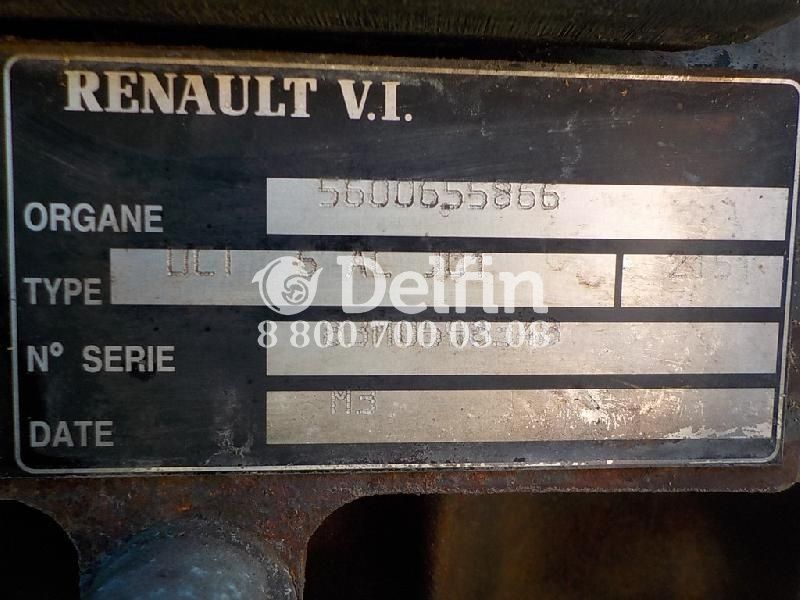 RENAULT V.I.
ORGANE 5600655866
TYPE
Delfin
8 800 700 03 08
N° SERIE
DATE M3